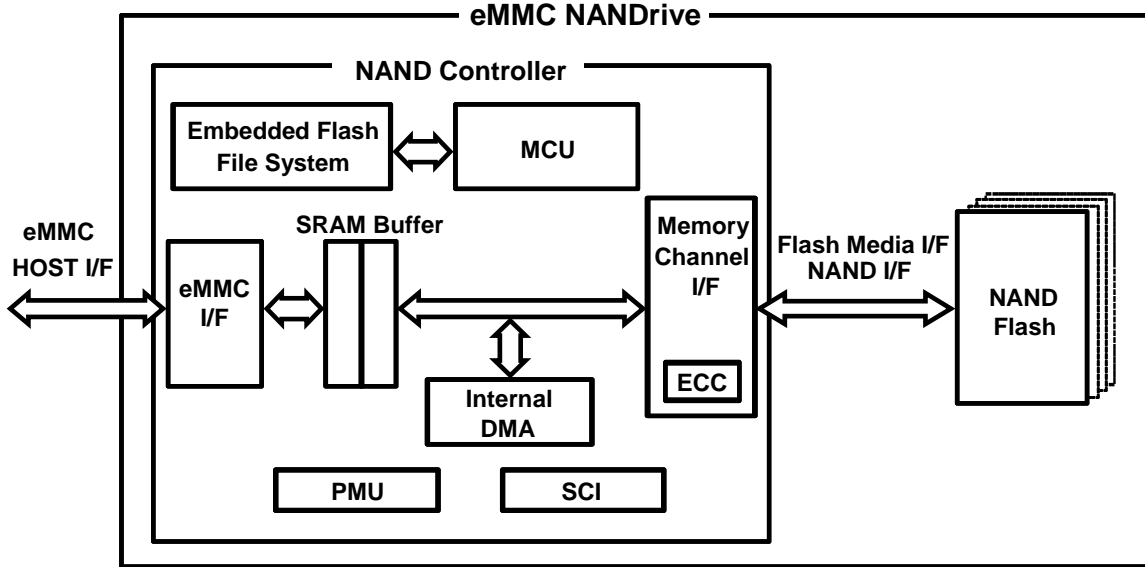 eMMC NANDrive
NAND Controller
Embedded Flash
File System
MCU
eMMC
HOST I/F
eMMC
I/F
SRAM Buffer
Internal
DMA
Memory
Channel
I/F
ECC
Flash Media I/F
NAND I/F
NAND
Flash
PMU
SCI